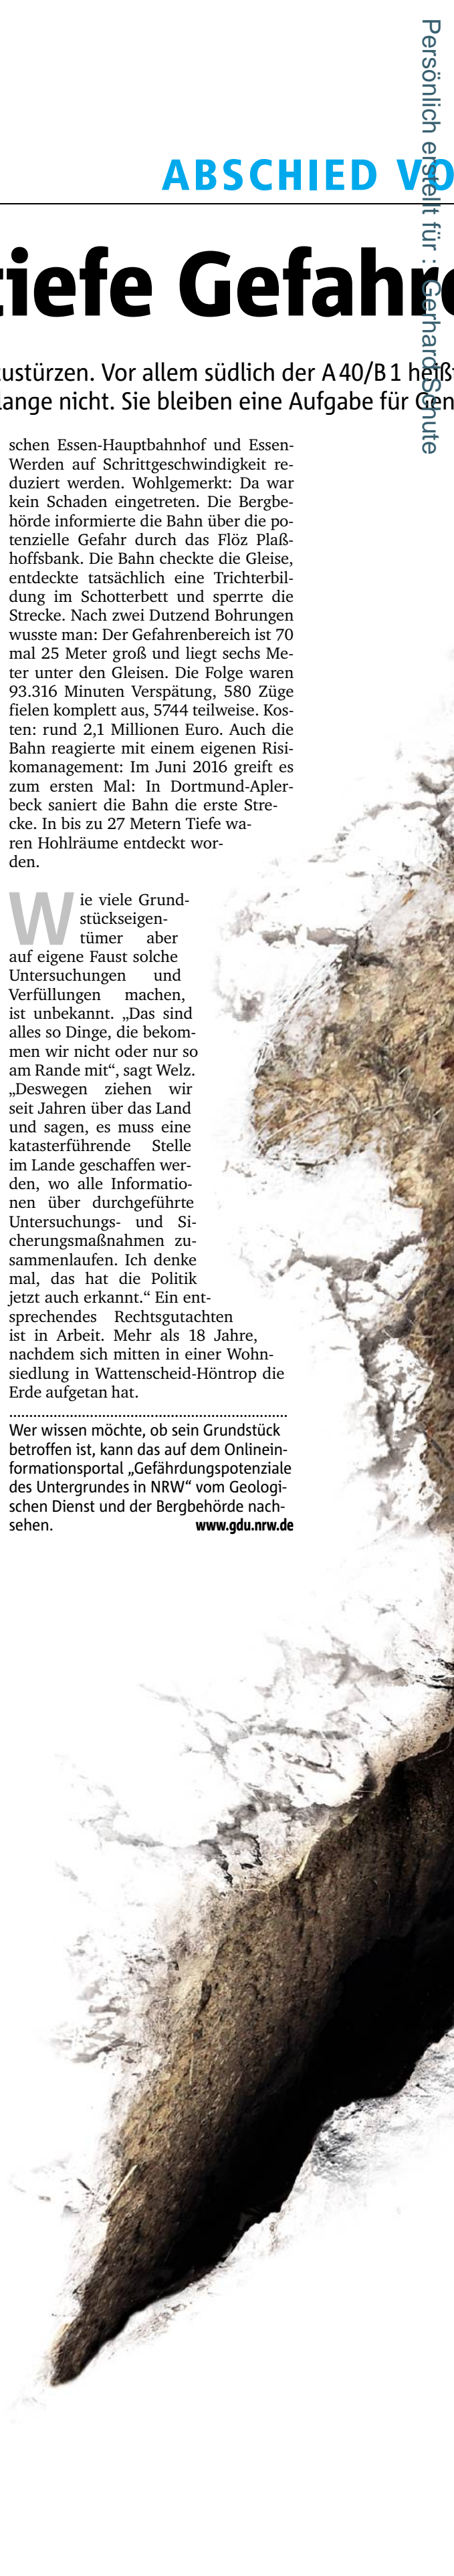 Persönlich erstellt für : Gerhard Schute
ABSCHIED VO
tiefe Gefahre
zustürzen. Vor allem südlich der A 40/B 1 heißt
lange nicht. Sie bleiben eine Aufgabe für Gen
schen Essen-Hauptbahnhof und Essen-
Werden auf Schrittgeschwindigkeit re-
duziert werden. Wohlgemerkt: Da war
kein Schaden eingetreten. Die Bergbe-
hörde informierte die Bahn über die po-
tenzielle Gefahr durch das Flöz Plaß-
hoffsbank. Die Bahn checkte die Gleise,
entdeckte tatsächlich eine Trichterbil-
dung im Schotterbett und sperrte die
Strecke. Nach zwei Dutzend Bohrungen
wusste man: Der Gefahrenbereich ist 70
mal 25 Meter groß und liegt sechs Me-
ter unter den Gleisen. Die Folge waren
93.316 Minuten Verspätung, 580 Züge
fielen komplett aus, 5744 teilweise. Kos-
ten: rund 2,1 Millionen Euro. Auch die
Bahn reagierte mit einem eigenen Risi-
komanagement: Im Juni 2016 greift es
zum ersten Mal: In Dortmund-Apler-
beck saniert die Bahn die erste Stre-
cke. In bis zu 27 Metern Tiefe wa-
ren Hohlräume entdeckt wor-
den.
Wie viele Grund-
stückseigen-
tümer aber
auf eigene Faust solche
Untersuchungen und
Verfüllungen machen,
ist unbekannt. „Das sind
alles so Dinge, die bekom-
men wir nicht oder nur so
am Rande mit“, sagt Welz.
„Deswegen ziehen wir
seit Jahren über das Land
und sagen, es muss eine
katasterführende Stelle
im Lande geschaffen wer-
den, wo alle Informatio-
nen über durchgeführte
Untersuchungs- und Si-
cherungsmaßnahmen zu-
sammenlaufen. Ich denke
mal, das hat die Politik
jetzt auch erkannt.“ Ein ent-
sprechendes Rechtsgutachten
ist in Arbeit. Mehr als 18 Jahre,
nachdem sich mitten in einer Wohn-
siedlung in Wattenscheid-Höntrop die
Erde aufgetan hat.
Wer wissen möchte, ob sein Grundstück
betroffen ist, kann das auf dem Onlinein-
formationsportal „Gefährdungspotenziale
des Untergrundes in NRW“ vom Geologi-
schen Dienst und der Bergbehörde nach-
sehen. www.gdu.nrw.de